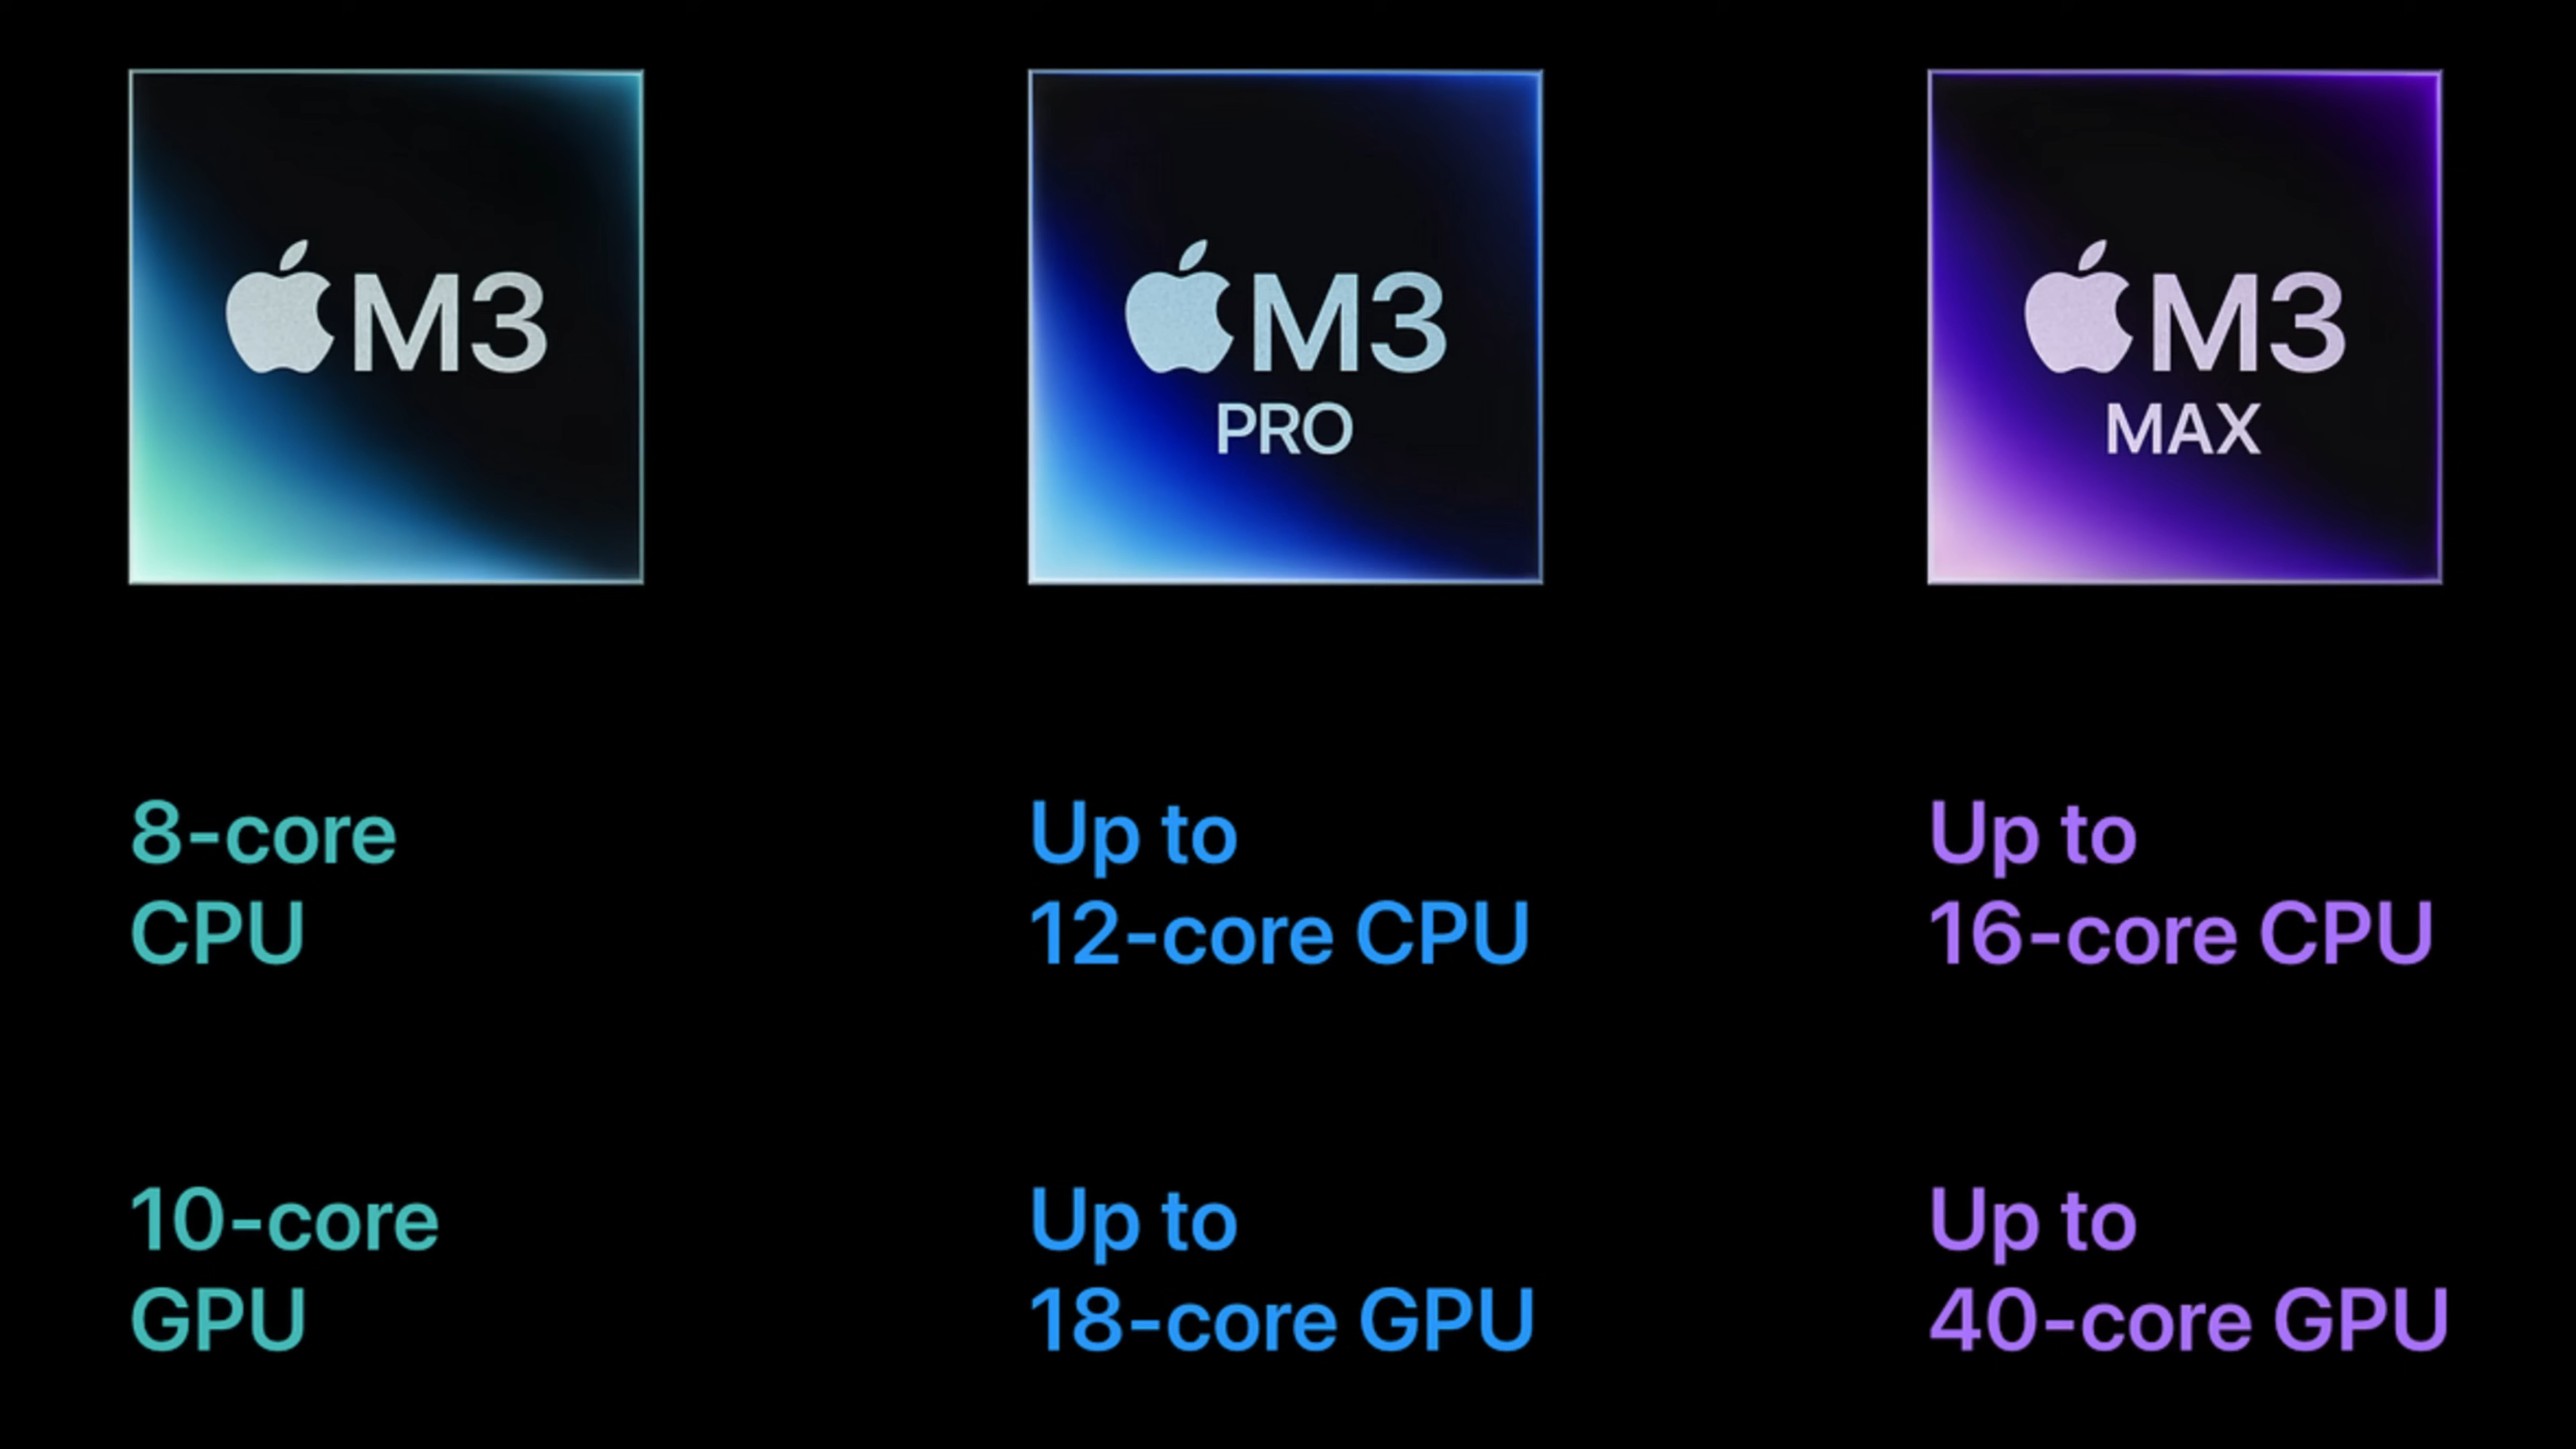 M3
M3
PRO
M3
MAX
8-core
CPU
Up to
12-core CPU
Up to
16-core CPU
10-core
GPU
Up to
18-core GPU
Up to
40-core GPU